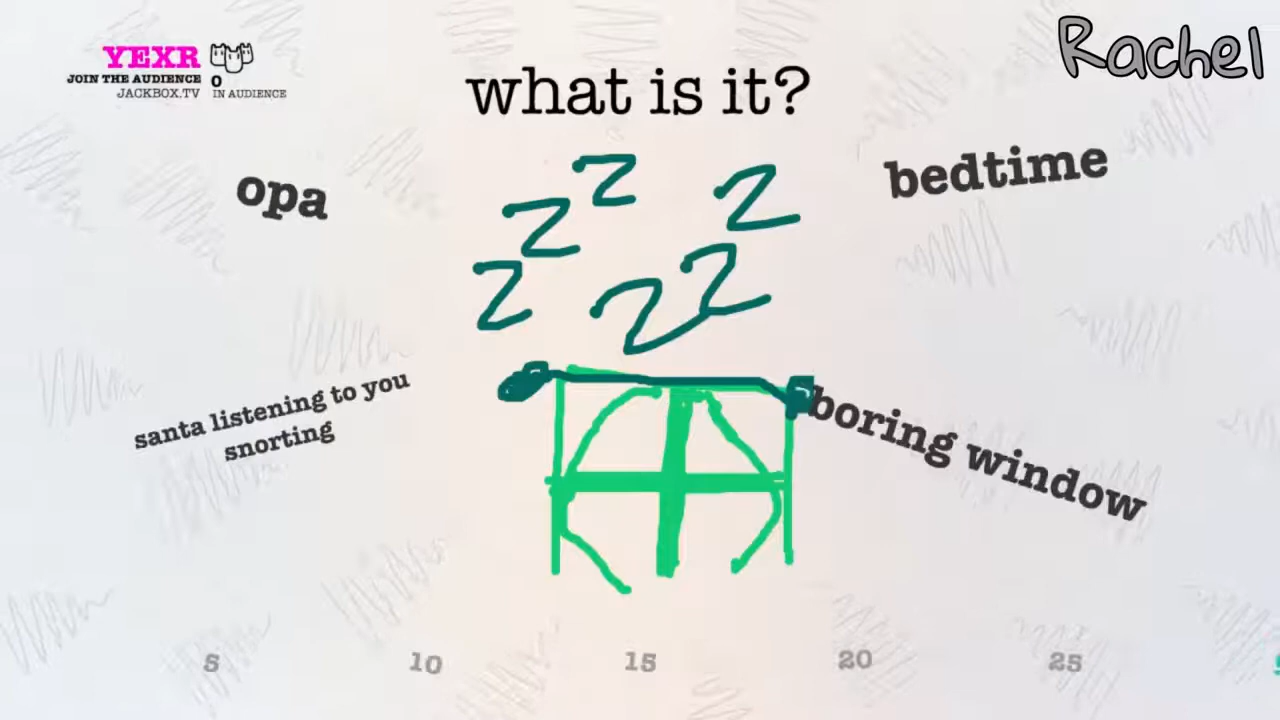 YEXR
JOIN THE AUDIENCE
JACKBOX.TV
0
IN AUDIENCE
what is it?
Rachel
opa
bedtime
z z z z z z
santa listening to you
snorting
boring window
5 10 15 20 25